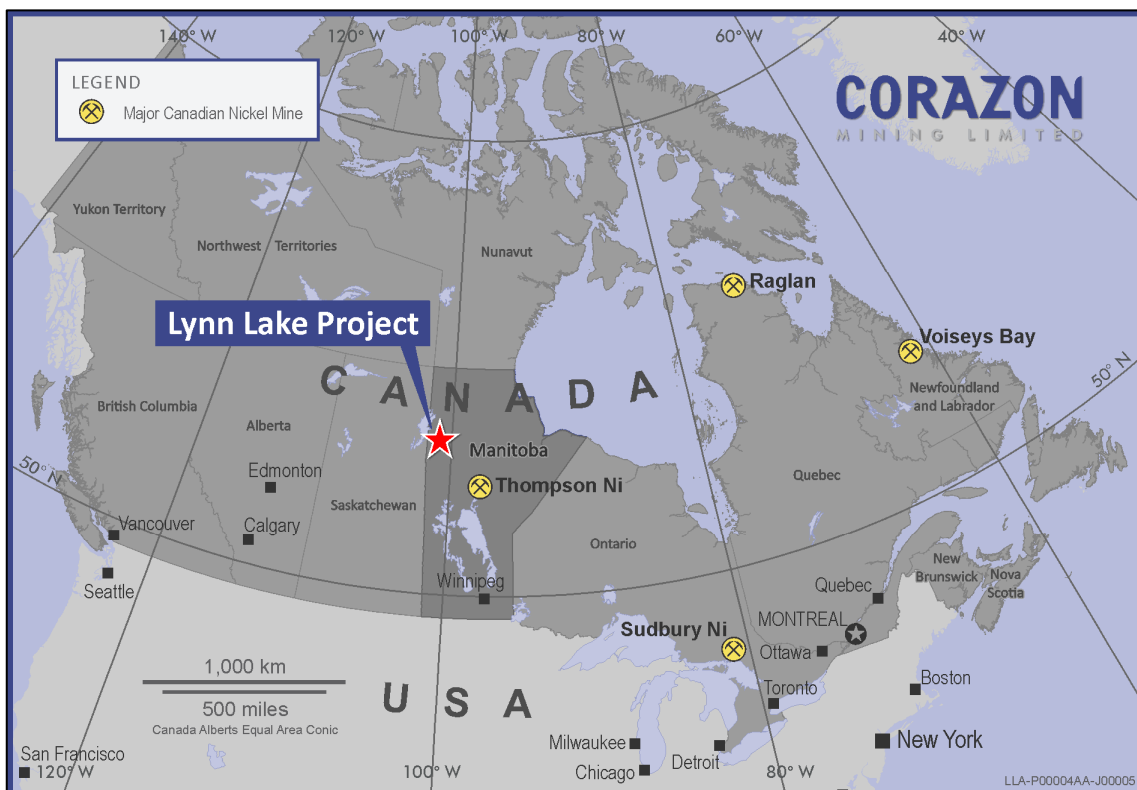 140° W
120° W
100° W
60° W
40° W
LEGEND
Major Canadian Nickel Mine
CORAZON
MINING LIMITED
Yukon Territory
Northwest Territories
Nunavut
Raglan
Lynn Lake Project
Voiseys Bay
50° N
CANADA
Newfoundland
and Labrador
British Columbia
Alberta
Manitoba
Edmonton
50° N
Thompson Ni
Quebec
Saskatchewan
Vancouver
Calgary
Ontario
Seattle
Winnipeg
New
Brunswick
Nova
Scotia
Quebec
MONTREAL
Sudbury Ni
Ottawa
1,000 km
500 miles
Canada Alberts Equal Area Conic
USA
Toronto
Boston
New York
Milwaukee
Detroit
Chicago
San Francisco
120° W
100° W
80° W
LLA-P00004AA-J00005